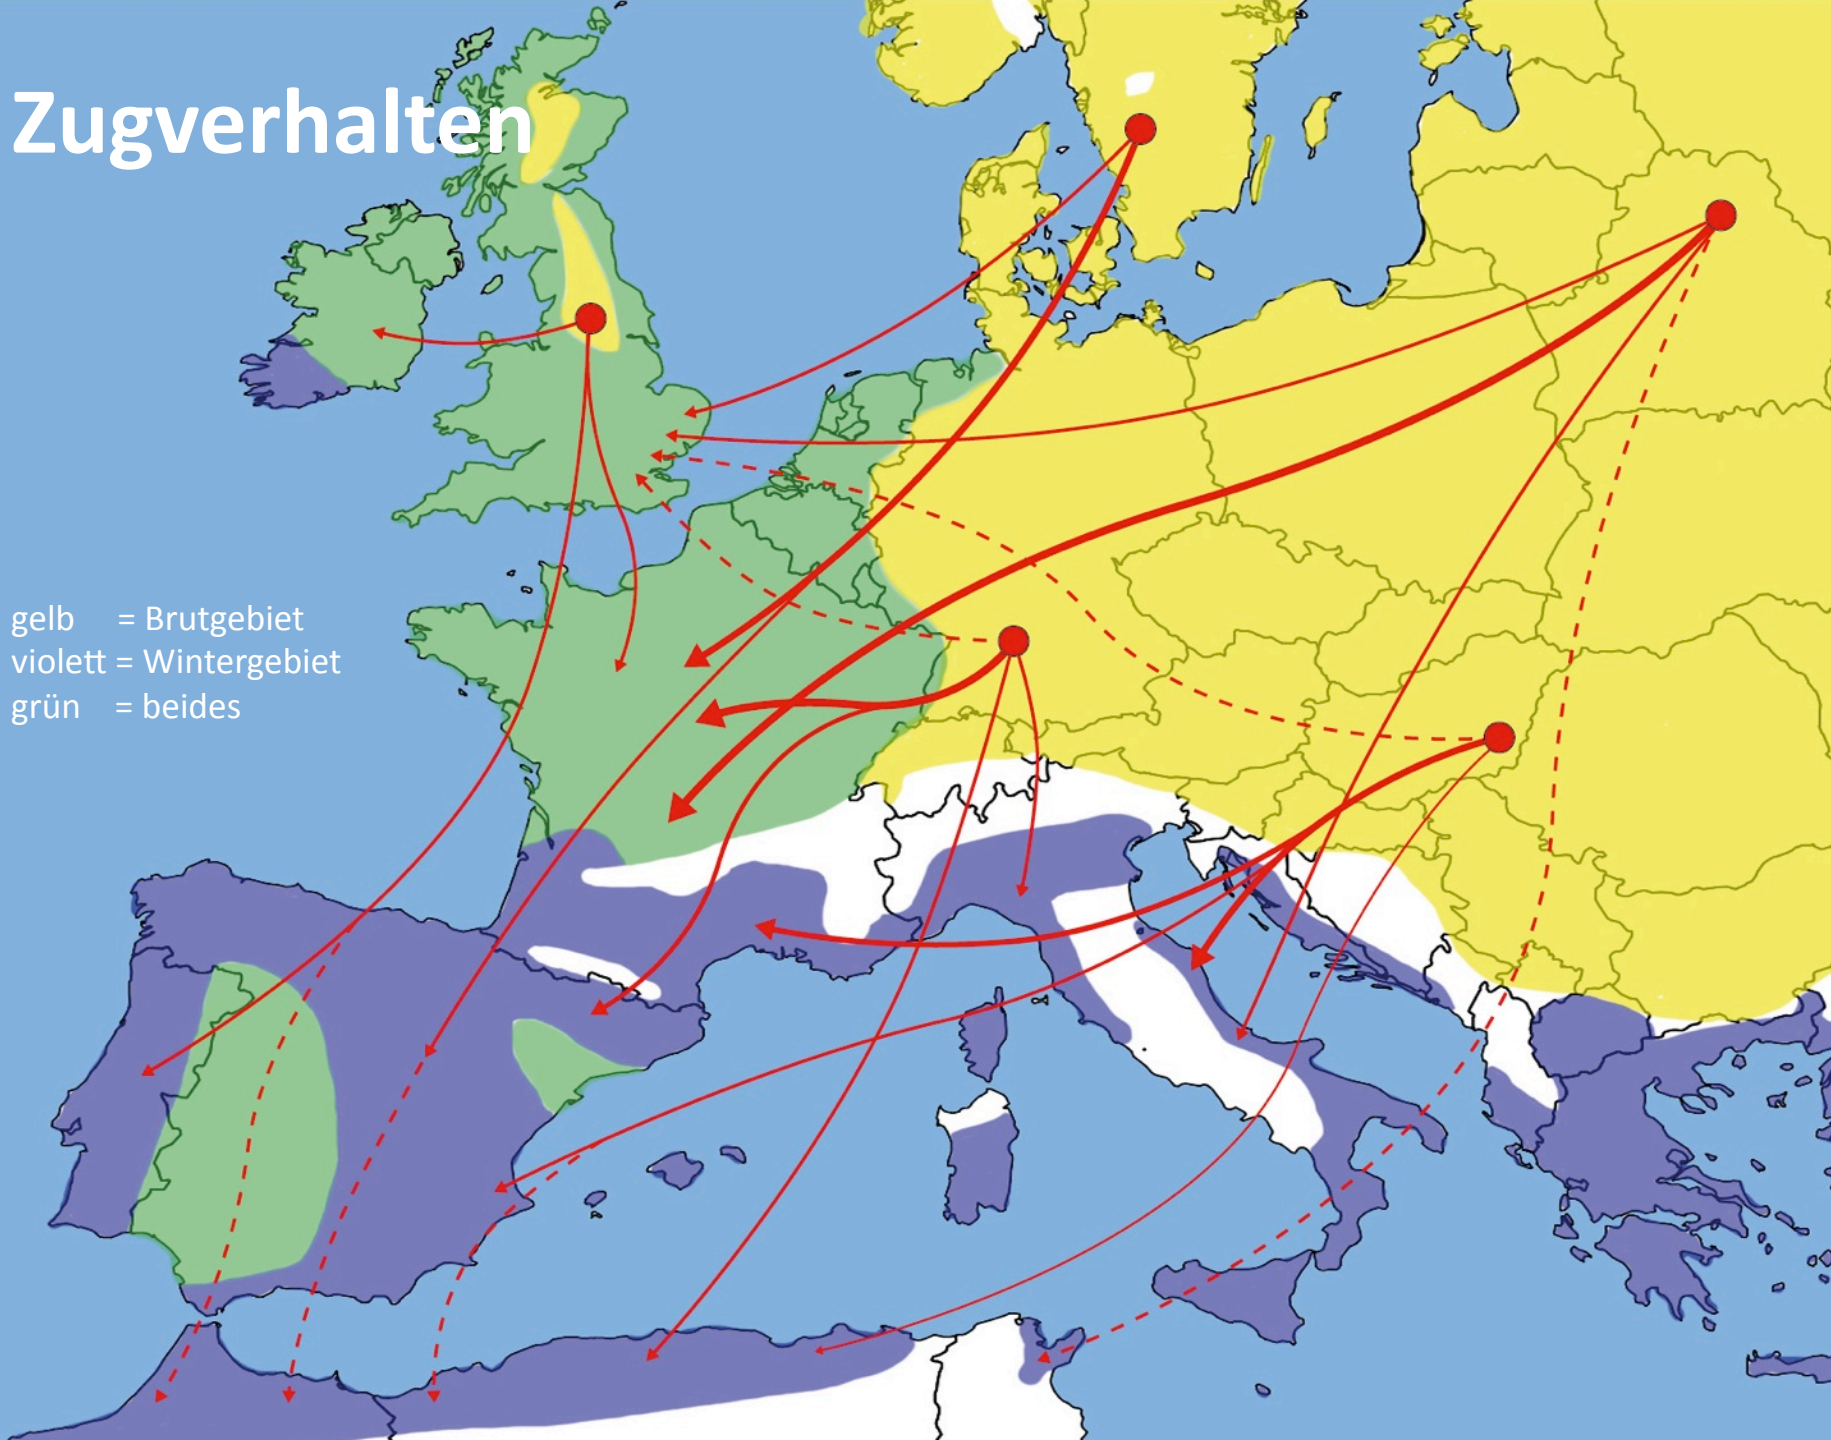 Zugverhalten
gelb = Brutgebiet
violett = Wintergebiet
grün = beides